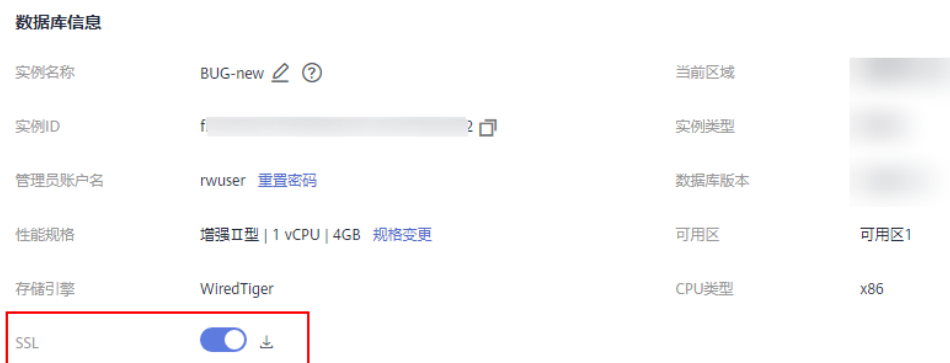 数据库信息
实例名称 BUG-new 当前区域
实例ID f 2 实例类型
管理员账户名 rwuser 重置密码 数据库版本
性能规格 增强II型 | 1 vCPU | 4GB 规格变更 可用区 可用区1
存储引擎 WiredTiger CPU类型 x86
SSL